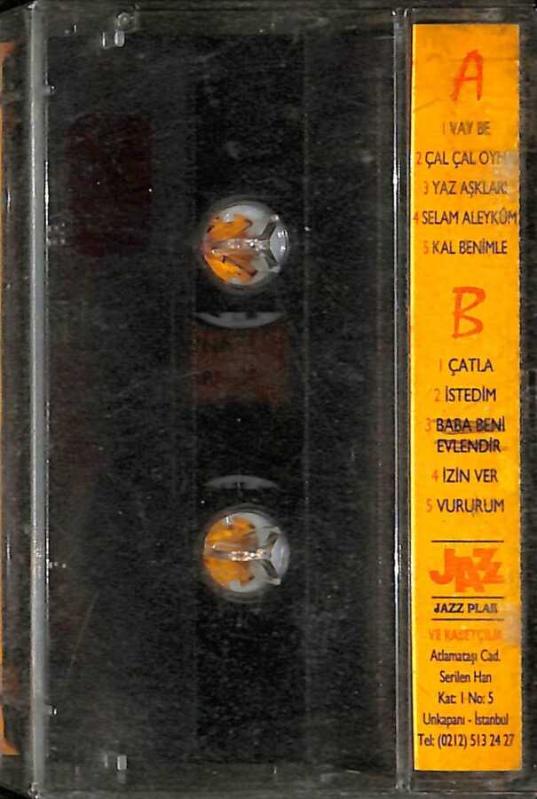 A
1 VAY BE
2 ÇAL ÇAL
3 YAZ AŞKLARI
4 SELAM ALEYKÜM
5 KAL BENİMLE
B
1 ÇATLA
2 İSTEDİM
3 BABA BENİ
EVLENDİR
4 İZİN VER
5 VURURUM
JAZZ
JAZZ PLAK
VE KASETÇİLİK
Atlamataşı Cad.
Serilen Han
Kat: 1 No: 5
Unkapanı - İstanbul
Tel: (0212) 513 24 27